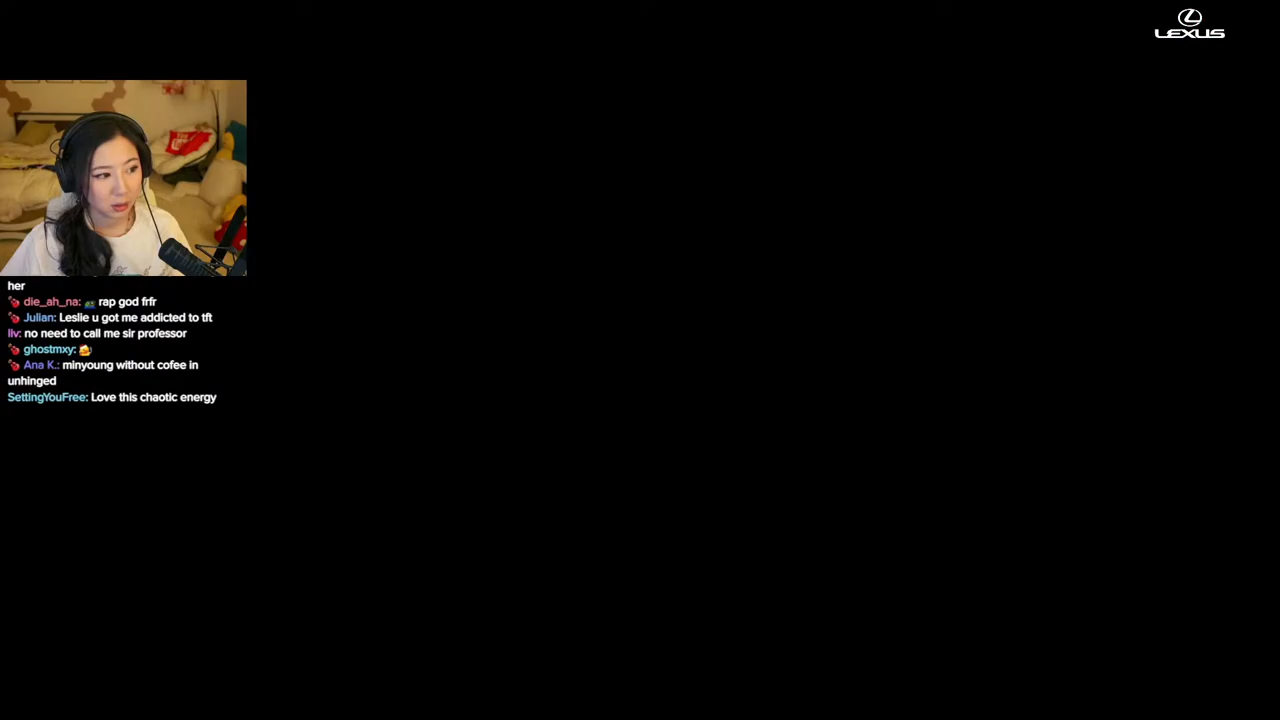 LEXUS
her
die_ah_na: rap god frfr
Julian: Leslie u got me addicted to tft
liv: no need to call me sir professor
ghostmxy:
Ana K.: minyoung without cofee in
unhinged
SettingYouFree: Love this chaotic energy